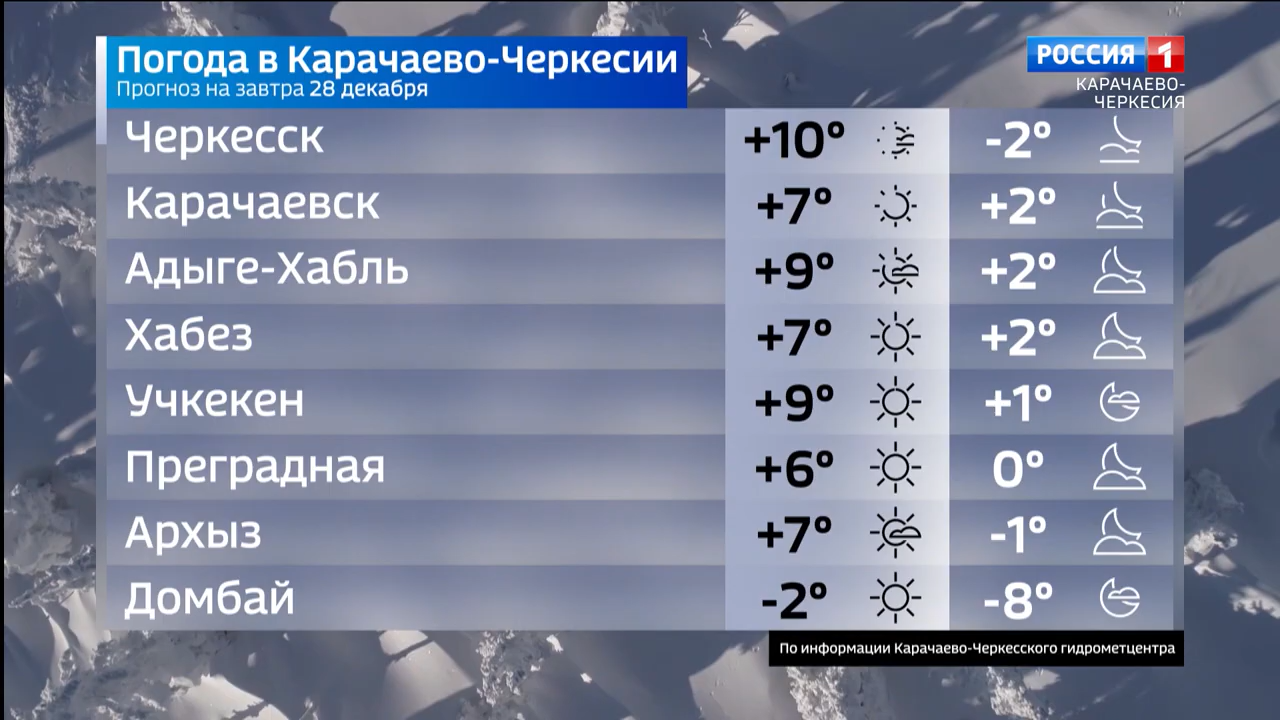 Погода в Карачаево-Черкесии
Прогноз на завтра 28 декабря
РОССИЯ 1
КАРАЧАЕВО-
ЧЕРКЕСИЯ
Черкесск +10° -2°
Карачаевск +7° +2°
Адыге-Хабль +9° +2°
Хабез +7° +2°
Учкекен +9° +1°
Преградная +6° 0°
Архыз +7° -1°
Домбай -2° -8°
По информации Карачаево-Черкесского гидрометцентра